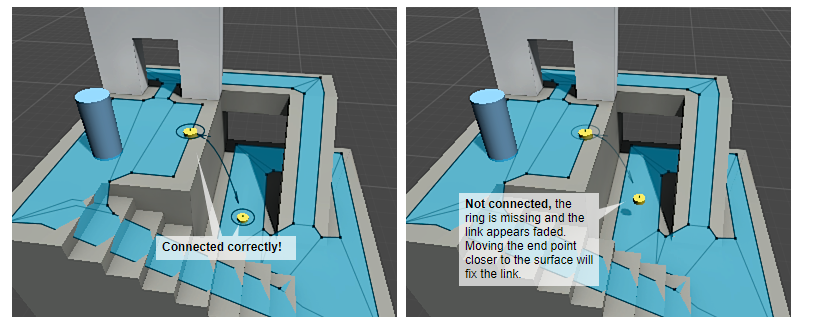 Connected correctly!
Not connected, the
ring is missing and the
link appears faded.
Moving the end point
closer to the surface will
fix the link.